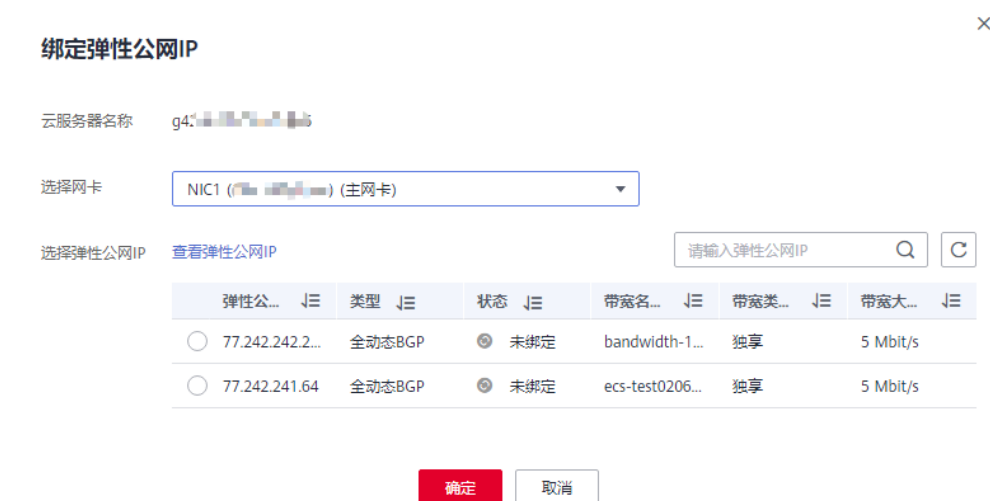 绑定弹性公网IP
云服务器名称
选择网卡 NIC1 ( ) (主网卡)
选择弹性公网IP 查看弹性公网IP 请输入弹性公网IP
弹性公... 类型 状态 带宽名... 带宽类... 带宽大...
77.242.242.2... 全动态BGP 未绑定 bandwidth-1... 独享 5 Mbit/s
77.242.241.64 全动态BGP 未绑定 ecs-test0206... 独享 5 Mbit/s
确定 取消